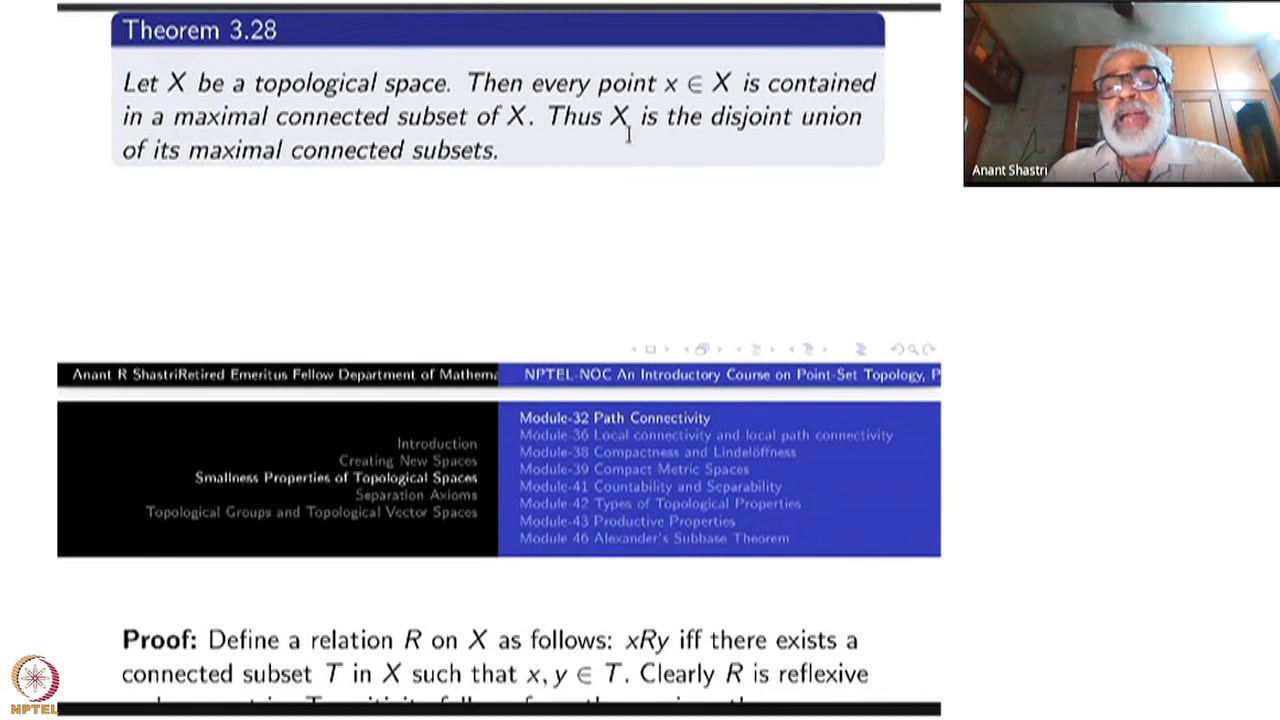 Theorem 3.28
Let X be a topological space. Then every point x ∈ X is contained
in a maximal connected subset of X. Thus X is the disjoint union
of its maximal connected subsets.
Anant Shastri
Anant R ShastriRetired Emeritus Fellow Department of Mathema
NPTEL-NOC An Introductory Course on Point-Set Topology, P
Introduction
Creating New Spaces
Smallness Properties of Topological Spaces
Separation Axioms
Topological Groups and Topological Vector Spaces
Module-32 Path Connectivity
Module-36 Local connectivity and local path connectivity
Module-38 Compactness and Lindelöffness
Module-39 Compact Metric Spaces
Module-41 Countability and Separability
Module-42 Types of Topological Properties
Module-43 Productive Properties
Module 46 Alexander's Subbase Theorem
Proof: Define a relation R on X as follows: xRy iff there exists a
connected subset T in X such that x, y ∈ T. Clearly R is reflexive
NPTEL